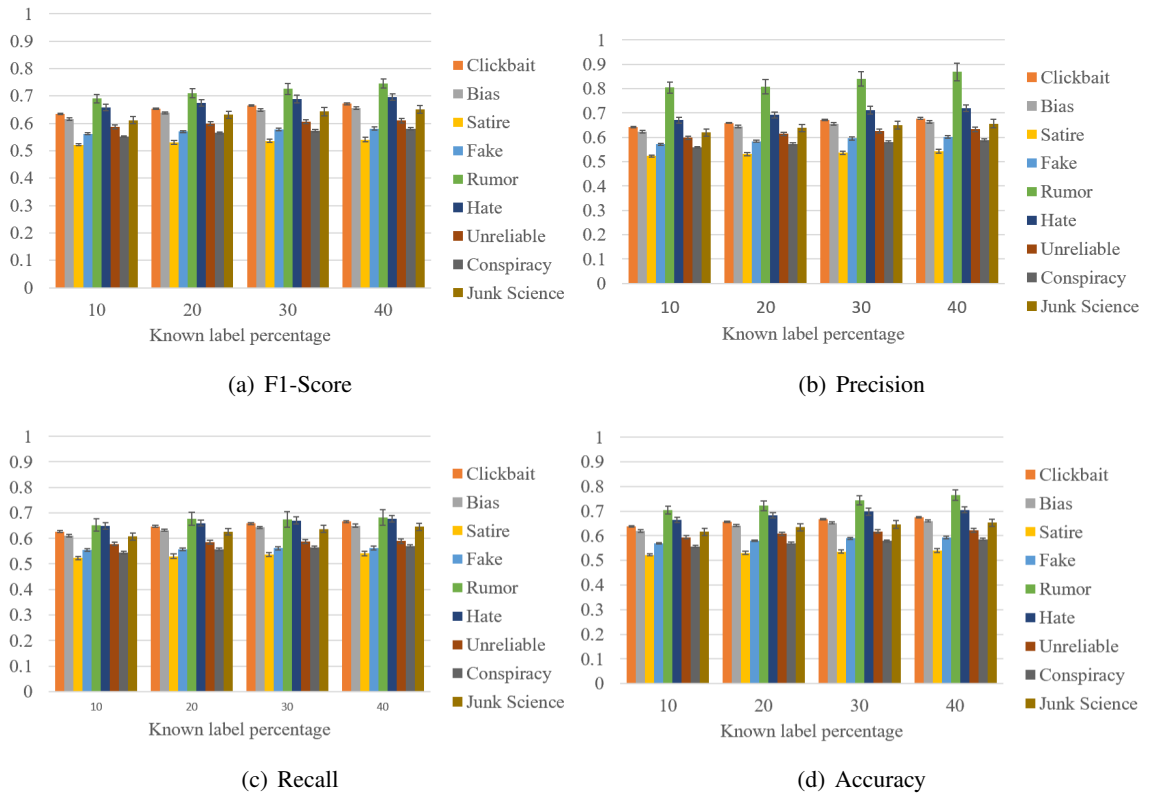 1
0.9
0.8
0.7
0.6
0.5
0.4
0.3
0.2
0.1
0
10 20 30 40
Known label percentage
Clickbait
Bias
Satire
Fake
Rumor
Hate
Unreliable
Conspiracy
Junk Science
(a) F1-Score
1
0.9
0.8
0.7
0.6
0.5
0.4
0.3
0.2
0.1
0
10 20 30 40
Known label percentage
Clickbait
Bias
Satire
Fake
Rumor
Hate
Unreliable
Conspiracy
Junk Science
(b) Precision
1
0.9
0.8
0.7
0.6
0.5
0.4
0.3
0.2
0.1
0
10 20 30 40
Known label percentage
Clickbait
Bias
Satire
Fake
Rumor
Hate
Unreliable
Conspiracy
Junk Science
(c) Recall
1
0.9
0.8
0.7
0.6
0.5
0.4
0.3
0.2
0.1
0
10 20 30 40
Known label percentage
Clickbait
Bias
Satire
Fake
Rumor
Hate
Unreliable
Conspiracy
Junk Science
(d) Accuracy